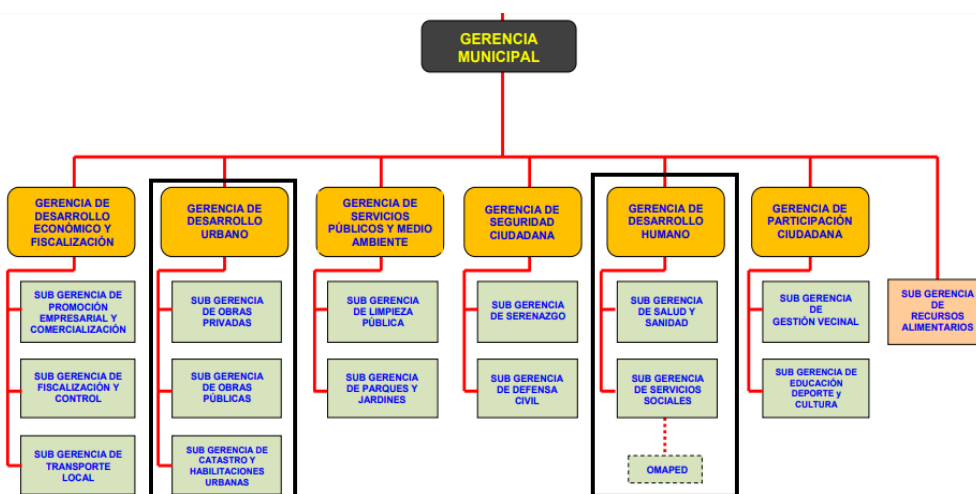 GERENCIA
MUNICIPAL
GERENCIA DE
DESARROLLO
ECONÓMICO Y
FISCALIZACIÓN
GERENCIA DE
DESARROLLO
URBANO
GERENCIA DE
SERVICIOS
PÚBLICOS Y MEDIO
AMBIENTE
GERENCIA DE
SEGURIDAD
CIUDADANA
GERENCIA DE
DESARROLLO
HUMANO
GERENCIA DE
PARTICIPACIÓN
CIUDADANA
SUB GERENCIA DE
PROMOCIÓN
EMPRESARIAL Y
COMERCIALIZACIÓN
SUB GERENCIA
DE OBRAS
PRIVADAS
SUB GERENCIA
DE LIMPIEZA
PÚBLICA
SUB GERENCIA
DE SERENAZGO
SUB GERENCIA
DE SALUD Y
SANIDAD
SUB GERENCIA
DE
GESTIÓN VECINAL
SUB GERENCIA
DE
RECURSOS
ALIMENTARIOS
SUB GERENCIA
DE
FISCALIZACIÓN Y
CONTROL
SUB GERENCIA
DE OBRAS
PÚBLICAS
SUB GERENCIA
DE PARQUES Y
JARDINES
SUB GERENCIA
DE DEFENSA
CIVIL
SUB GERENCIA
DE SERVICIOS
SOCIALES
SUB GERENCIA DE
EDUCACIÓN
DEPORTE y
CULTURA
SUB GERENCIA DE
TRANSPORTE
LOCAL
SUB GERENCIA DE
CATASTRO Y
HABILITACIONES
URBANAS
OMAPED